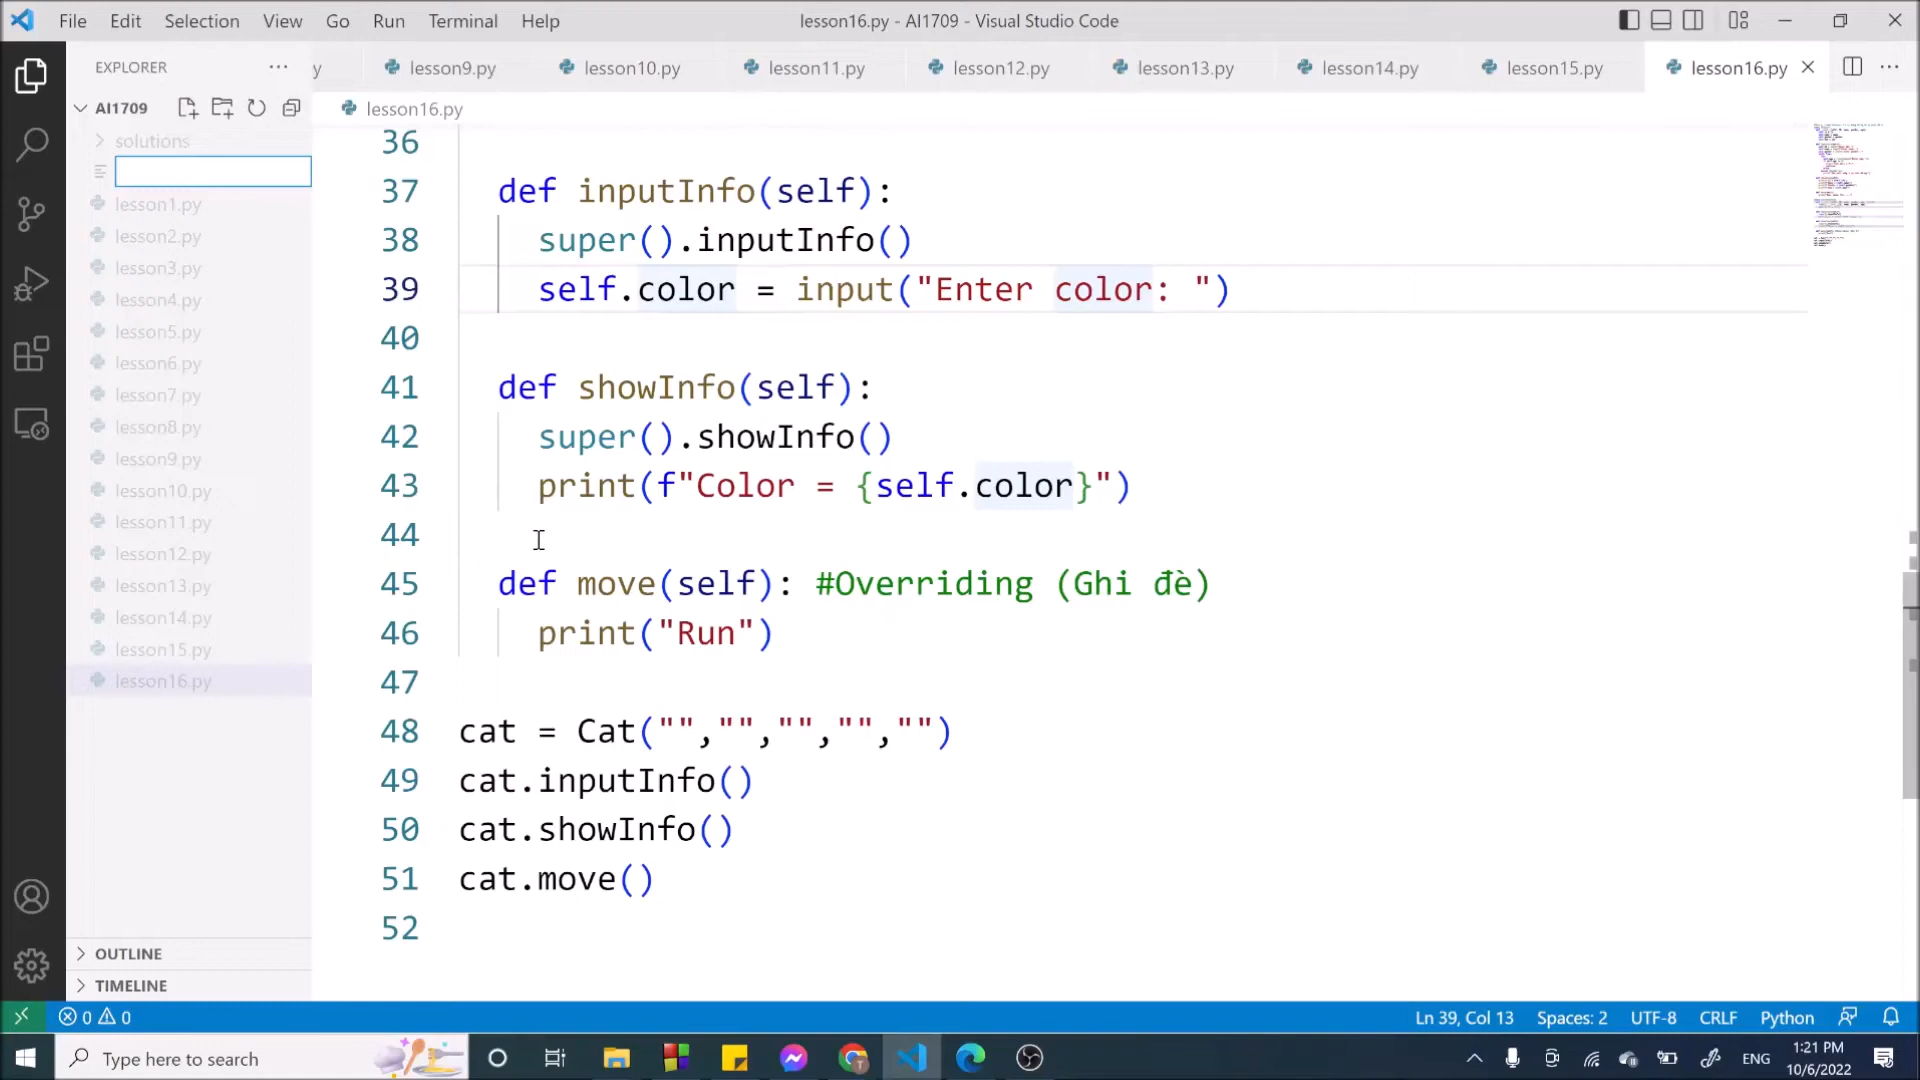 File Edit Selection View Go Run Terminal Help
lesson16.py - AI1709 - Visual Studio Code
EXPLORER
y lesson9.py lesson10.py lesson11.py lesson12.py lesson13.py lesson14.py lesson15.py lesson16.py
AI1709
solutions
lesson1.py
lesson2.py
lesson3.py
lesson4.py
lesson5.py
lesson6.py
lesson7.py
lesson8.py
lesson9.py
lesson10.py
lesson11.py
lesson12.py
lesson13.py
lesson14.py
lesson15.py
lesson16.py
OUTLINE
TIMELINE
lesson16.py
36
37 def inputInfo(self):
38 super().inputInfo()
39 self.color = input("Enter color: ")
40
41 def showInfo(self):
42 super().showInfo()
43 print(f"Color = {self.color}")
44
45 def move(self): #Overriding (Ghi đè)
46 print("Run")
47
48 cat = Cat("","","","","")
49 cat.inputInfo()
50 cat.showInfo()
51 cat.move()
52
0 0
Ln 39, Col 13 Spaces: 2 UTF-8 CRLF Python
Type here to search
ENG
1:21 PM
10/6/2022